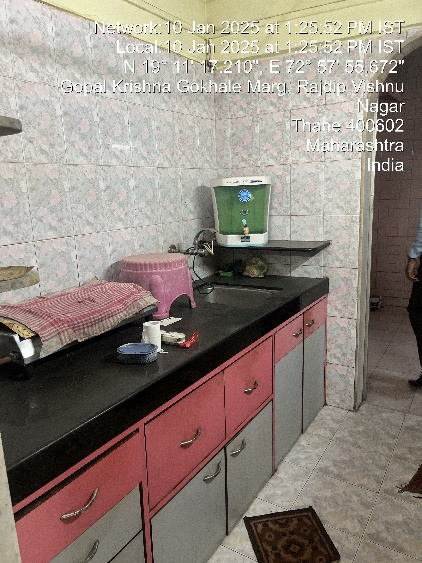 Network:10 Jan 2025 at 1:25:52 PM IST
Local:10 Jan 2025 at 1:25:52 PM IST
N 19° 11' 17.210", E 72° 57' 55.672"
Gopal Krishna Gokhale Marg, Rajdip Vishnu
Nagar
Thane 400602
Maharashtra
India